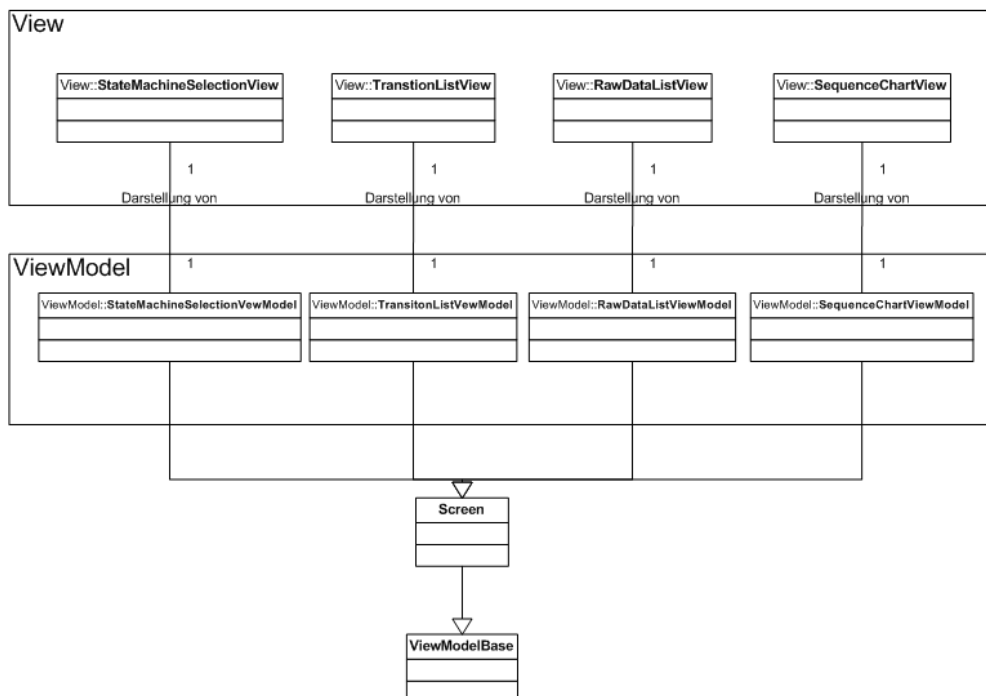 View
View::StateMachineSelectionView
View::TranstionListView
View::RawDataListView
View::SequenceChartView
1
1
1
1
Darstellung von
Darstellung von
Darstellung von
Darstellung von
ViewModel
1
1
1
1
ViewModel::StateMachineSelectionVewModel
ViewModel::TransitonListVewModel
ViewModel::RawDataListViewModel
ViewModel::SequenceChartViewModel
Screen
ViewModelBase